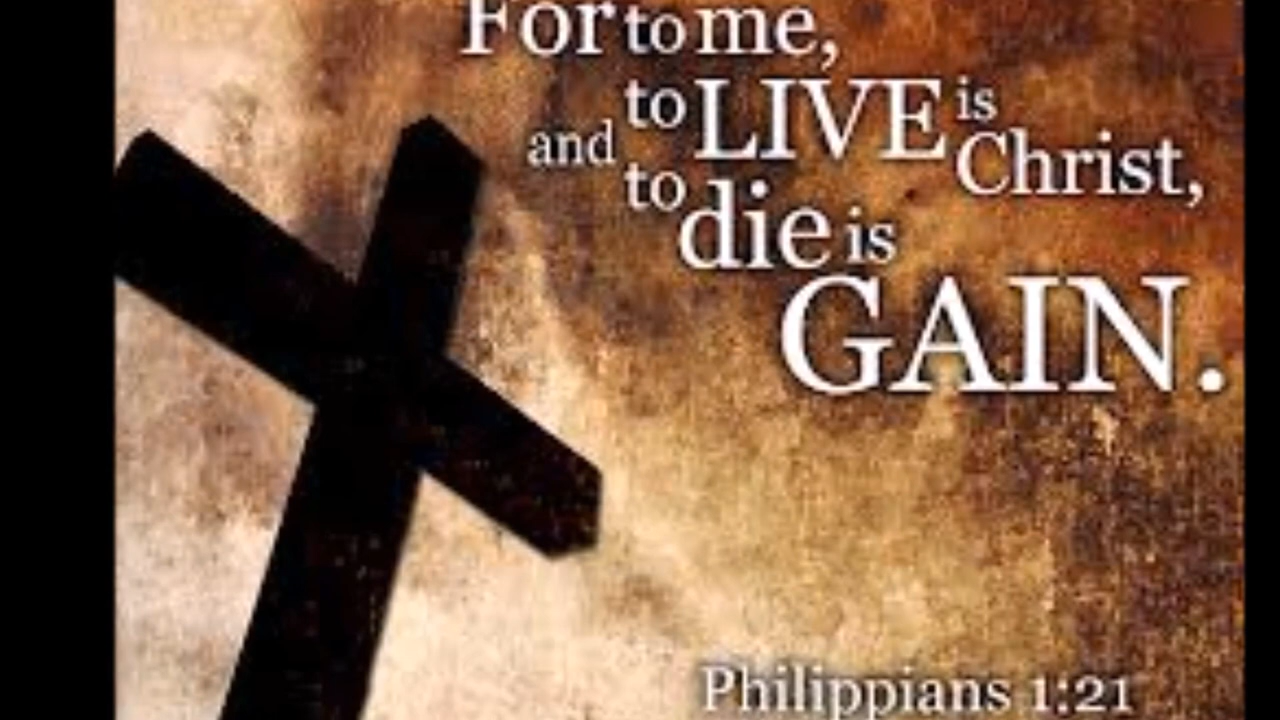 For to me,
to LIVE is Christ,
and to die is
GAIN.
Philippians 1:21